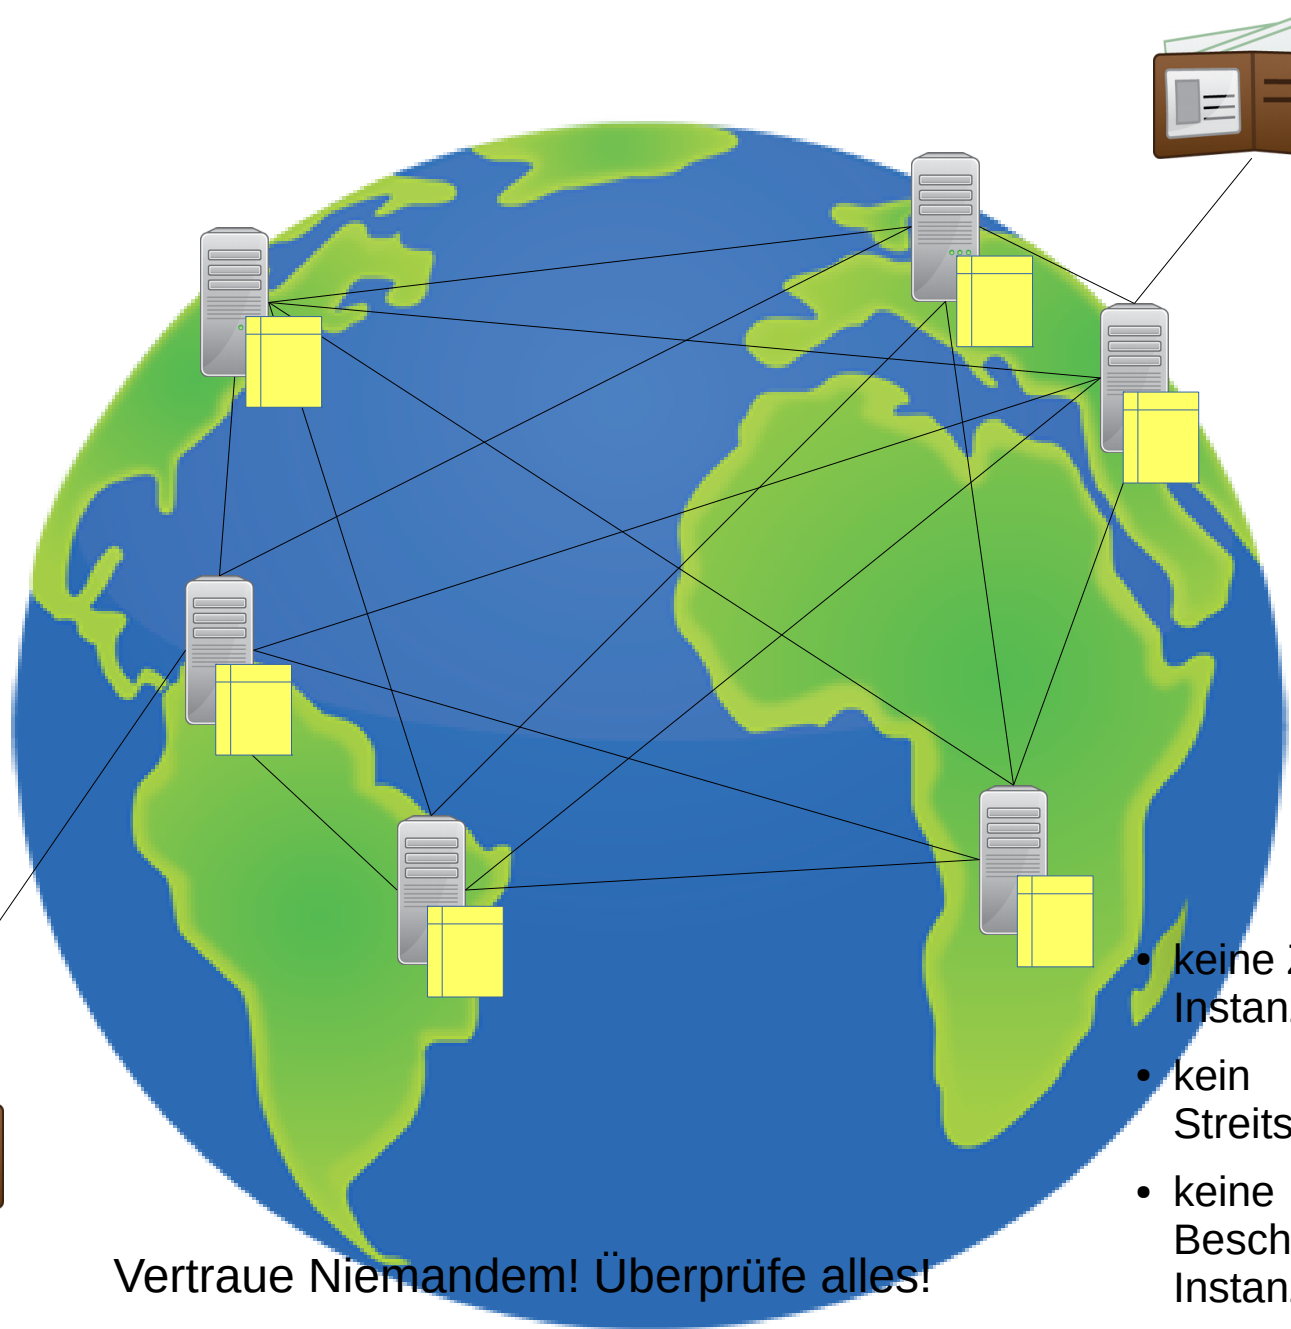 • keine
Instan
• kein
Streits
• keine
Besch
Instan
Vertraue Niemandem! Überprüfe alles!